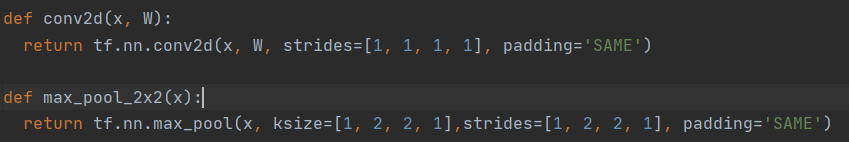 def conv2d(x, W):
  return tf.nn.conv2d(x, W, strides=[1, 1, 1, 1], padding='SAME')

def max_pool_2x2(x):
  return tf.nn.max_pool(x, ksize=[1, 2, 2, 1],strides=[1, 2, 2, 1], padding='SAME')